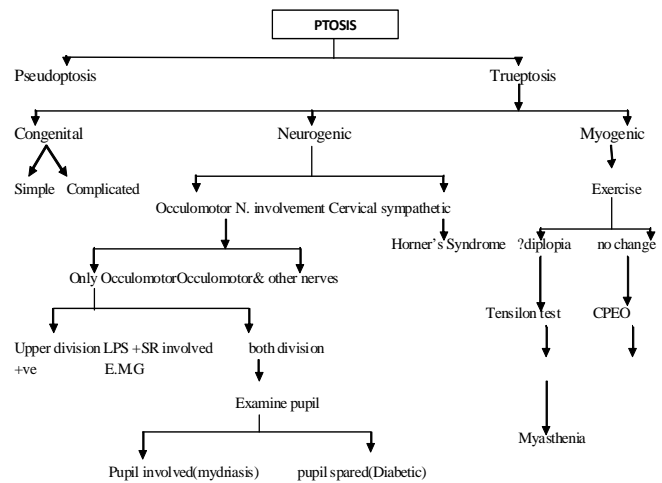 PTOSIS
Pseudoptosis Trueptosis
Congenital Neurogenic Myogenic
Simple Complicated Exercise
Occulomotor N. involvement Cervical sympathetic
Horner's Syndrome ?diplopia no change
Only OcculomotorOcculomotor& other nerves
Tensilon test CPEO
Upper division LPS +SR involved both division
+ve E.M.G
Examine pupil
Myasthenia
Pupil involved(mydriasis) pupil spared(Diabetic)